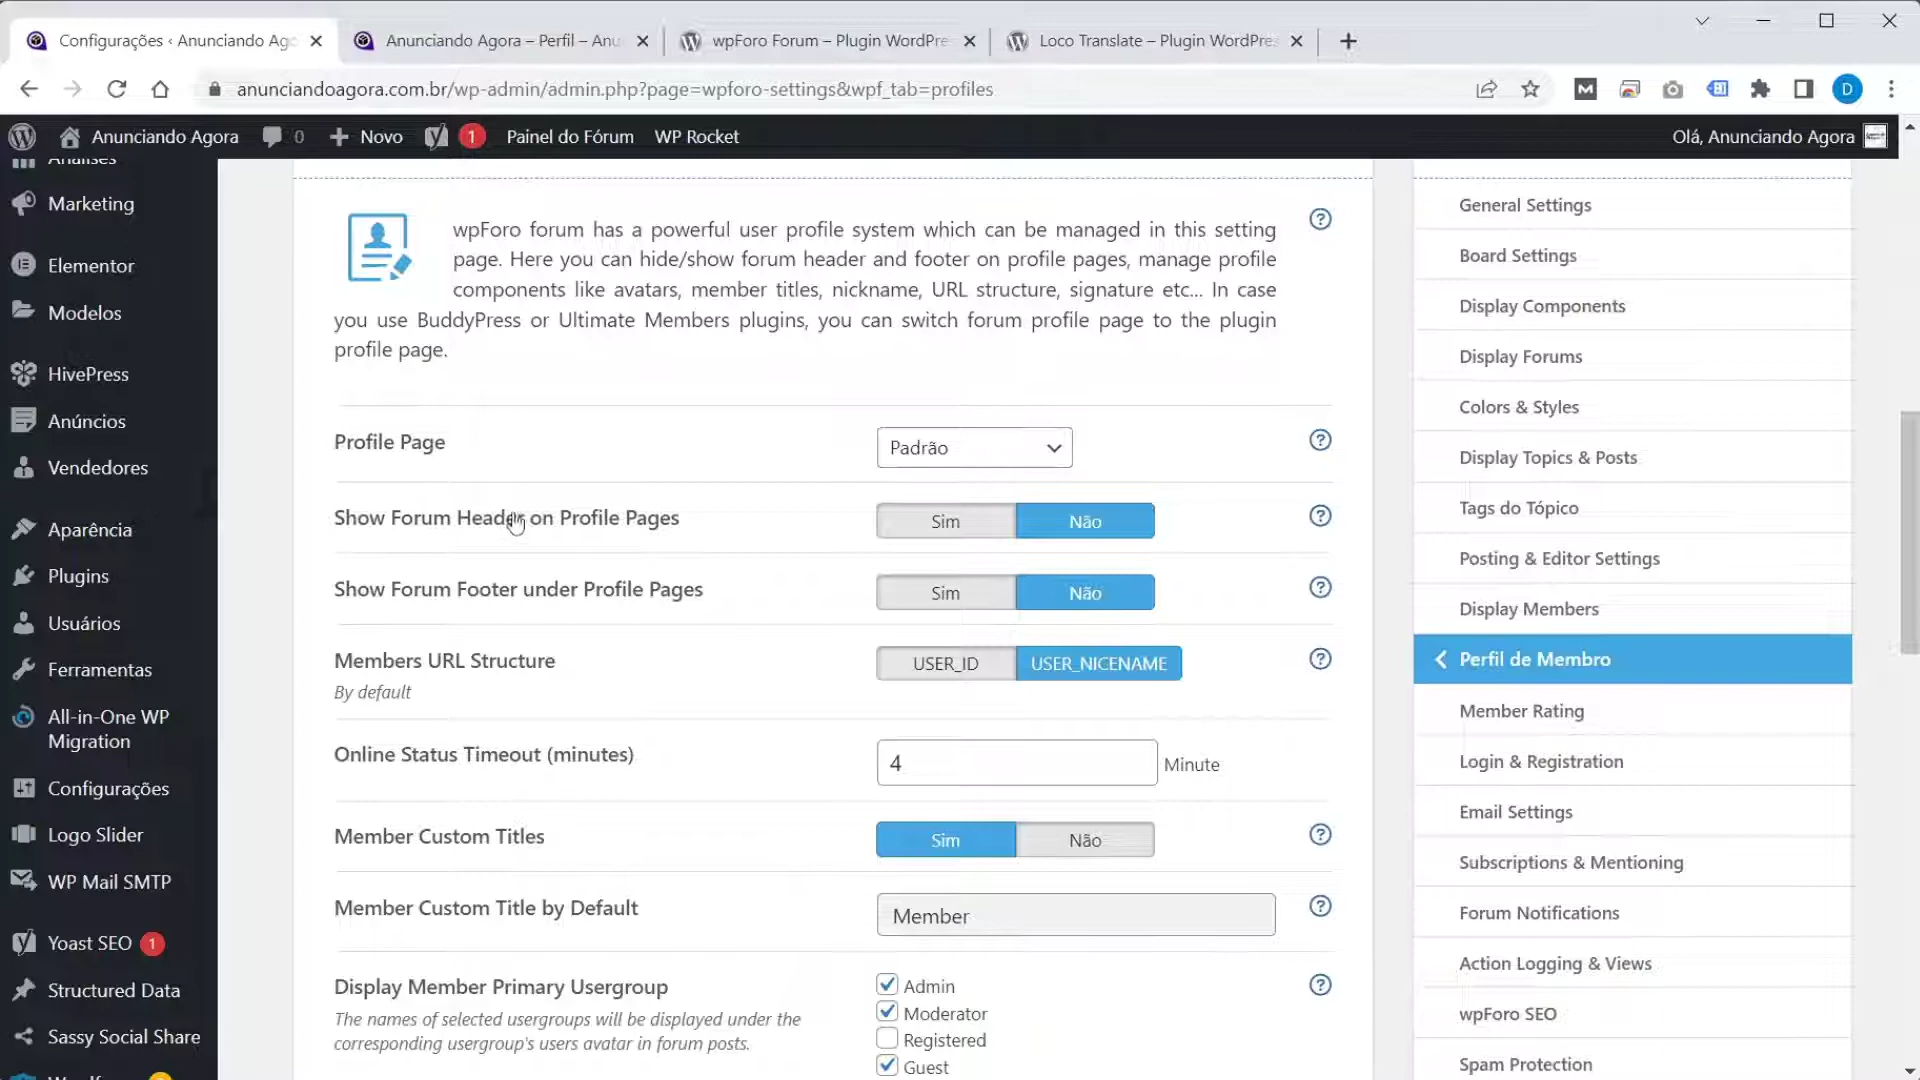 Configurações ‹ Anunciando Ago
Anunciando Agora – Perfil – Anu
wpForo Forum – Plugin WordPre
Loco Translate – Plugin WordPres
anunciandoagora.com.br/wp-admin/admin.php?page=wpforo-settings&wpf_tab=profiles
D
Anunciando Agora
0
Novo
1
Painel do Fórum
WP Rocket
Olá, Anunciando Agora
Análises
Marketing
Elementor
Modelos
HivePress
Anúncios
Vendedores
Aparência
Plugins
Usuários
Ferramentas
All-in-One WP
Migration
Configurações
Logo Slider
WP Mail SMTP
Yoast SEO 1
Structured Data
Sassy Social Share
wpForo forum has a powerful user profile system which can be managed in this setting
page. Here you can hide/show forum header and footer on profile pages, manage profile
components like avatars, member titles, nickname, URL structure, signature etc... In case
you use BuddyPress or Ultimate Members plugins, you can switch forum profile page to the plugin
profile page.
Profile Page
Padrão
Show Forum Header on Profile Pages
Sim
Não
Show Forum Footer under Profile Pages
Sim
Não
Members URL Structure
By default
USER_ID
USER_NICENAME
Online Status Timeout (minutes)
4
Minute
Member Custom Titles
Sim
Não
Member Custom Title by Default
Member
Display Member Primary Usergroup
The names of selected usergroups will be displayed under the
corresponding usergroup's users avatar in forum posts.
Admin
Moderator
Registered
Guest
General Settings
Board Settings
Display Components
Display Forums
Colors & Styles
Display Topics & Posts
Tags do Tópico
Posting & Editor Settings
Display Members
Perfil de Membro
Member Rating
Login & Registration
Email Settings
Subscriptions & Mentioning
Forum Notifications
Action Logging & Views
wpForo SEO
Spam Protection